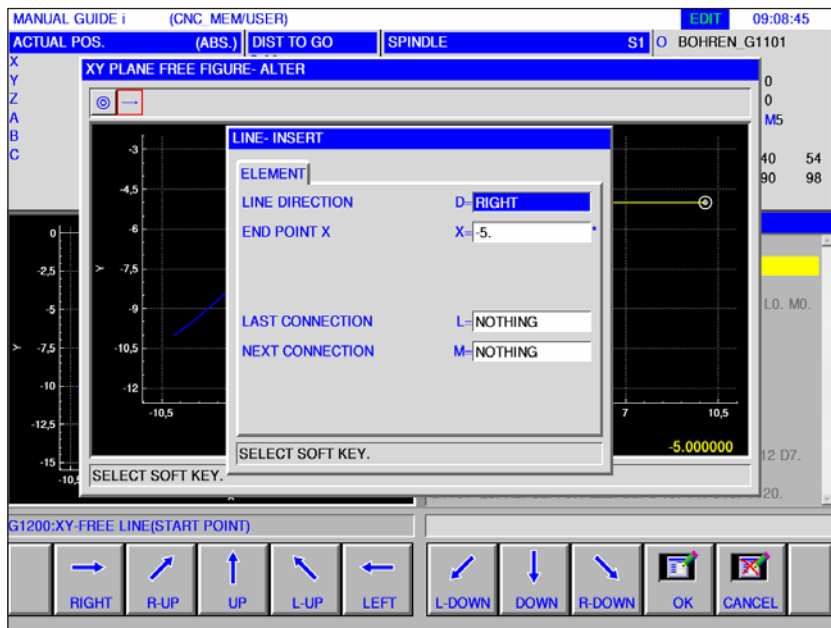 MANUAL GUIDE i (CNC_MEM/USER) EDIT 09:08:45
ACTUAL POS. (ABS.) DIST TO GO SPINDLE S1 O BOHREN_G1101
X
Y 0
Z 0
A M5
B
C 40 54
90 98
XY PLANE FREE FIGURE- ALTER
LINE- INSERT
ELEMENT
LINE DIRECTION D= RIGHT
END POINT X X= -5. *
LAST CONNECTION L= NOTHING
NEXT CONNECTION M= NOTHING
SELECT SOFT KEY.
-3
-4,5
-6
-7,5
-9
-10,5
-12
Y
-10,5 7 10,5
-5.000000
SELECT SOFT KEY.
0
-2,5
-5
-7,5
-10
-12,5
-15
Y
-10,5
L0. M0.
12 D7.
20.
G1200:XY-FREE LINE(START POINT)
RIGHT R-UP UP L-UP LEFT L-DOWN DOWN R-DOWN OK CANCEL